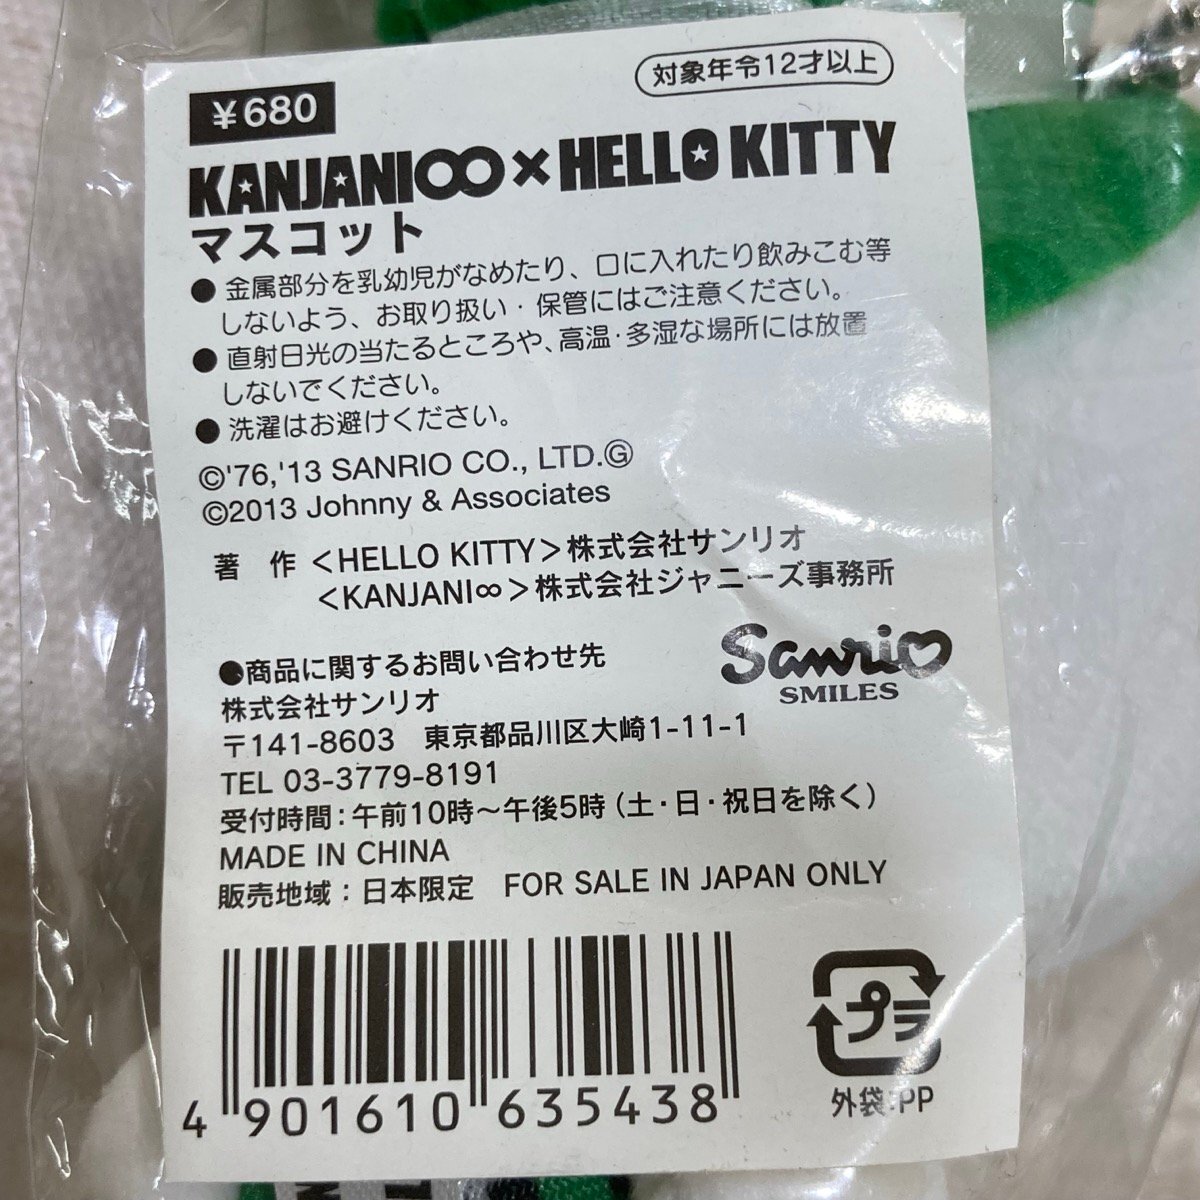 ¥680
対象年令12才以上
KANJANI∞×HELLO KITTY
マスコット
●金属部分を乳幼児がなめたり、口に入れたり飲みこむ等
しないよう、お取り扱い・保管にはご注意ください。
●直射日光の当たるところや、高温・多湿な場所には放置
しないでください。
●洗濯はお避けください。
©'76,'13 SANRIO CO., LTD.Ⓖ
©2013 Johnny & Associates
著　作 <HELLO KITTY>株式会社サンリオ
<KANJANI∞>株式会社ジャニーズ事務所
Sanrio
SMILES
●商品に関するお問い合わせ先
株式会社サンリオ
〒141-8603　東京都品川区大崎1-11-1
TEL 03-3779-8191
受付時間：午前10時～午後5時（土・日・祝日を除く）
MADE IN CHINA
販売地域：日本限定　FOR SALE IN JAPAN ONLY
4 901610 635438
プラ
外袋:PP